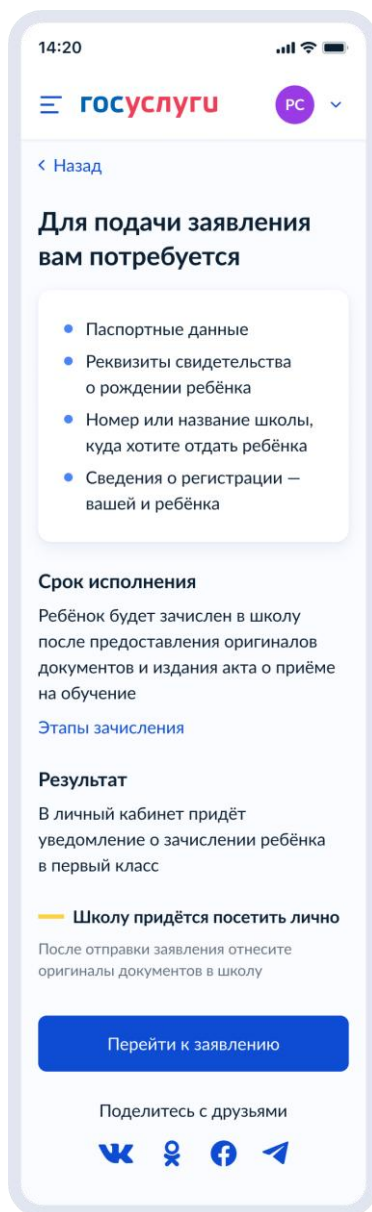 14:20
госуслуги
РС
Назад
Для подачи заявления
вам потребуется
Паспортные данные
Реквизиты свидетельства
о рождении ребёнка
Номер или название школы,
куда хотите отдать ребёнка
Сведения о регистрации —
вашей и ребёнка
Срок исполнения
Ребёнок будет зачислен в школу
после предоставления оригиналов
документов и издания акта о приёме
на обучение
Этапы зачисления
Результат
В личный кабинет придёт
уведомление о зачислении ребёнка
в первый класс
Школу придётся посетить лично
После отправки заявления отнесите
оригиналы документов в школу
Перейти к заявлению
Поделитесь с друзьями